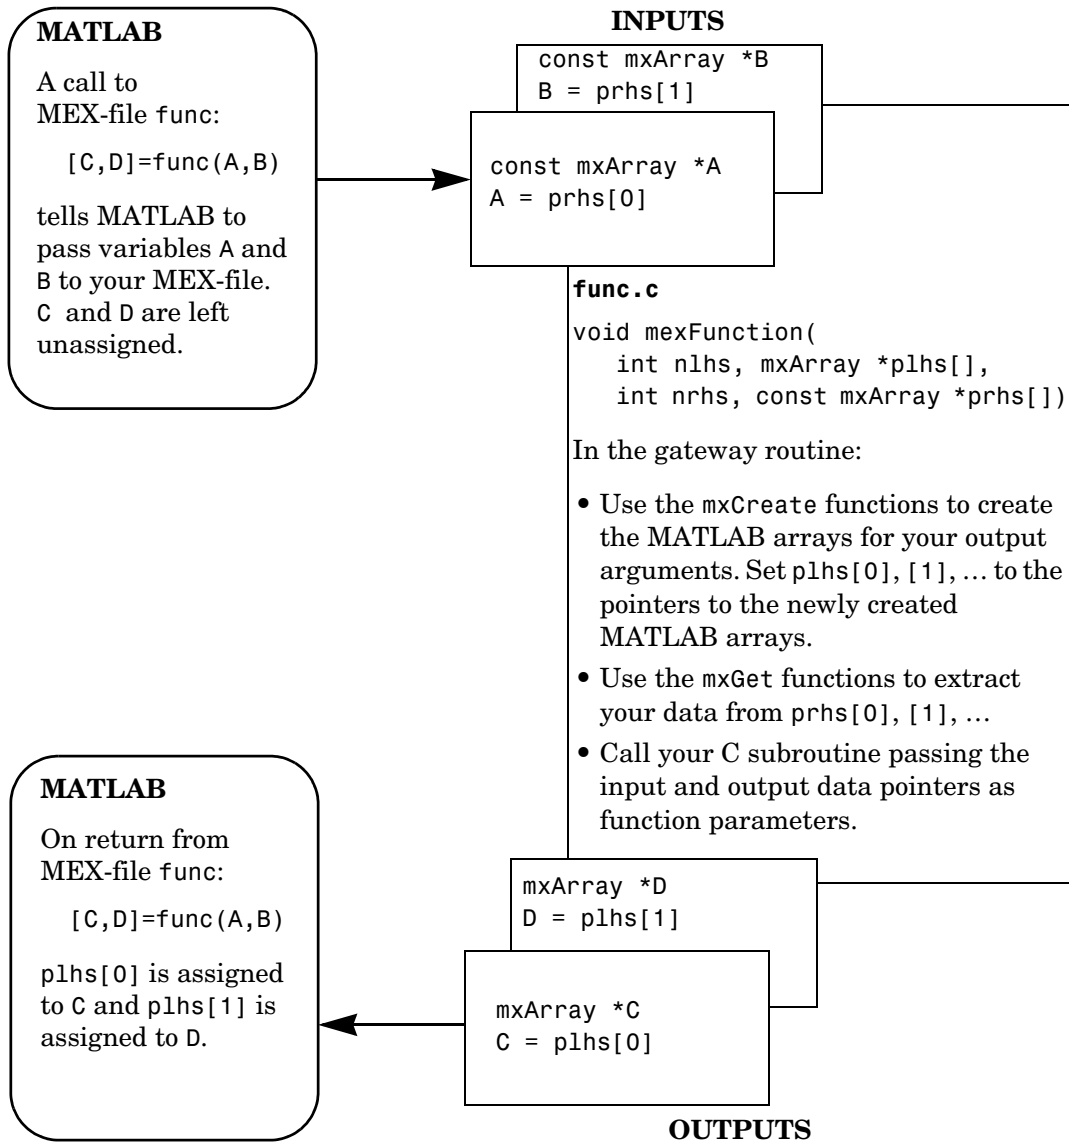 MATLAB
A call to
MEX-file func:
[C,D]=func(A,B)
tells MATLAB to
pass variables A and
B to your MEX-file.
C and D are left
unassigned.
INPUTS
const mxArray *B
B = prhs[1]
const mxArray *A
A = prhs[0]
func.c
void mexFunction(
int nlhs, mxArray *plhs[],
int nrhs, const mxArray *prhs[])
In the gateway routine:
• Use the mxCreate functions to create
the MATLAB arrays for your output
arguments. Set plhs[0], [1], … to the
pointers to the newly created
MATLAB arrays.
• Use the mxGet functions to extract
your data from prhs[0], [1], …
• Call your C subroutine passing the
input and output data pointers as
function parameters.
MATLAB
On return from
MEX-file func:
[C,D]=func(A,B)
plhs[0] is assigned
to C and plhs[1] is
assigned to D.
mxArray *D
D = plhs[1]
mxArray *C
C = plhs[0]
OUTPUTS